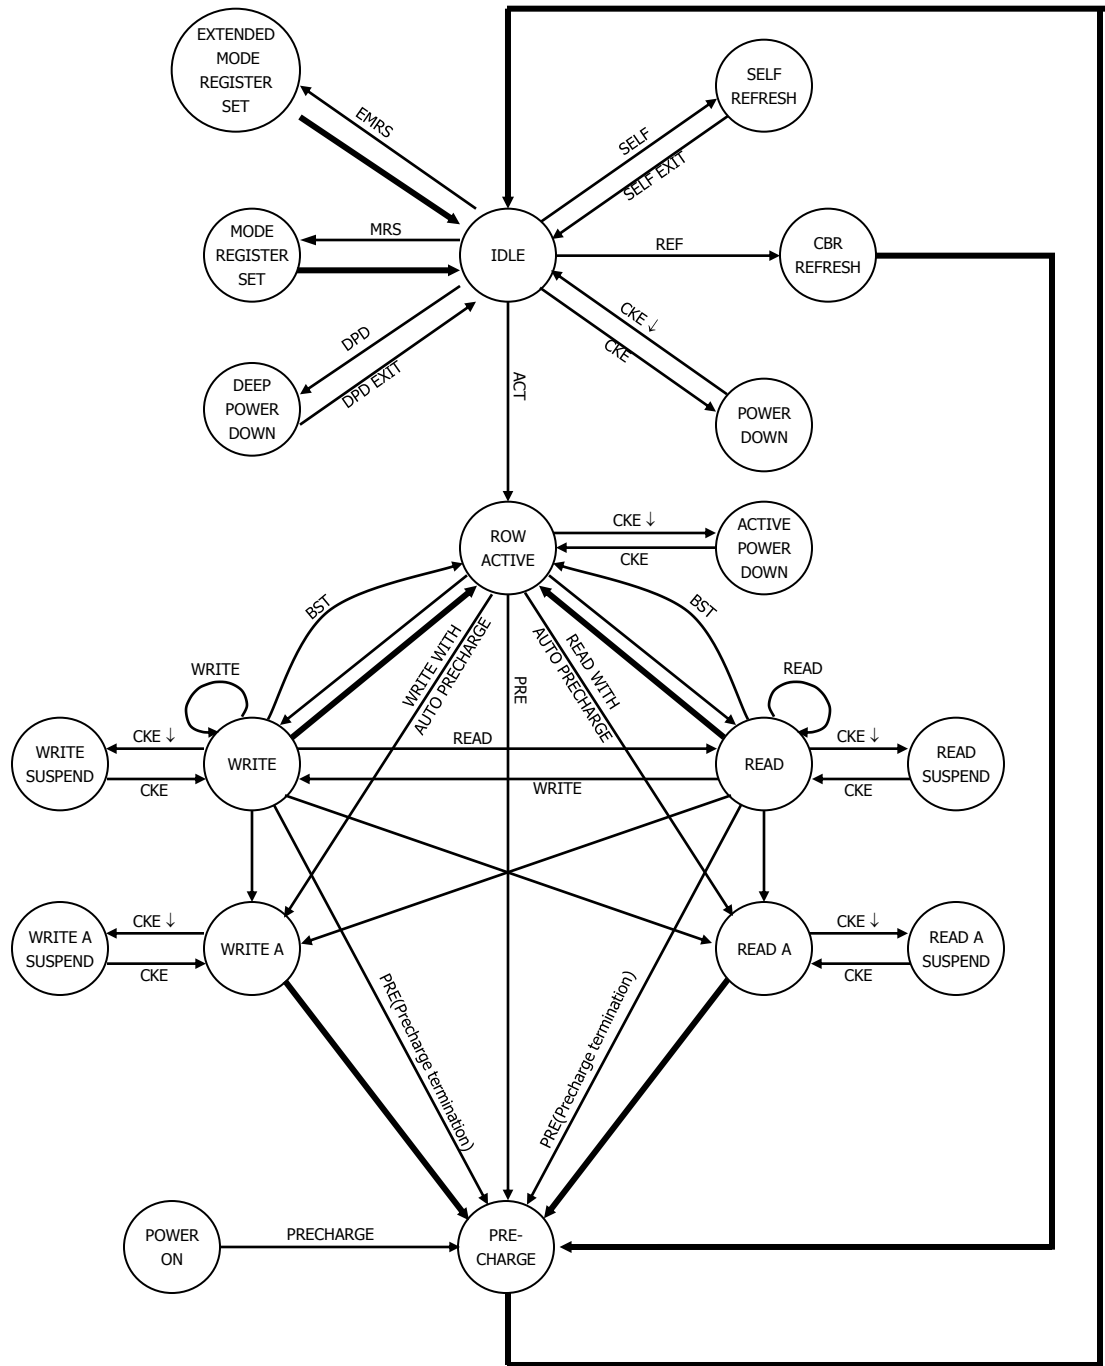 EXTENDED
MODE
REGISTER
SET
SELF
REFRESH
EMRS
SELF
SELF EXIT
MODE
REGISTER
SET
MRS
IDLE
REF
CBR
REFRESH
DPD
DPD EXIT
CKE ↓
CKE
DEEP
POWER
DOWN
ACT
POWER
DOWN
ROW
ACTIVE
CKE ↓
CKE
ACTIVE
POWER
DOWN
BST
BST
WRITE WITH
AUTO PRECHARGE
PRE
READ WITH
AUTO PRECHARGE
WRITE
READ
WRITE
SUSPEND
CKE ↓
CKE
WRITE
READ
WRITE
READ
CKE ↓
CKE
READ
SUSPEND
WRITE A
SUSPEND
CKE ↓
CKE
WRITE A
READ A
CKE ↓
CKE
READ A
SUSPEND
PRE(Precharge termination)
PRE(Precharge termination)
POWER
ON
PRECHARGE
PRE-
CHARGE